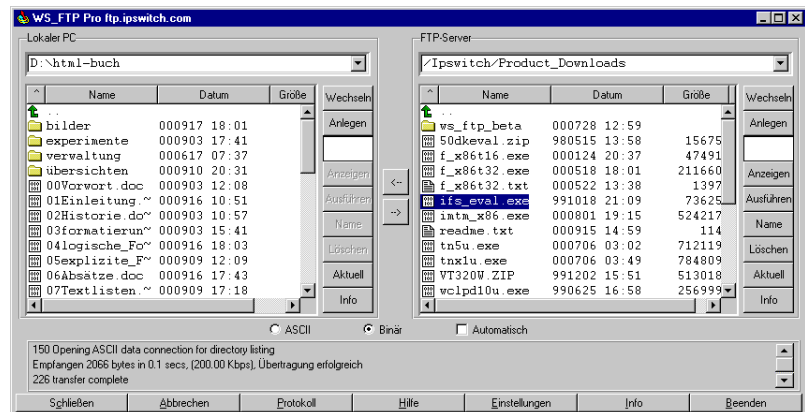 WS_FTP Pro ftp.ipswitch.com
Lokaler PC
D:\html-buch
^ Name Datum Größe
..
bilder 000917 18:01
experimente 000903 17:41
verwaltung 000617 07:37
übersichten 000910 20:31
00Vorwort.doc 000903 12:08
01Einleitung.~ 000916 10:51
02Historie.do~ 000903 10:57
03formatierun~ 000903 15:41
04logische_Fo~ 000916 18:03
05explizite_F~ 000909 12:09
06Absätze.doc 000916 17:43
07Textlisten.~ 000909 17:18
Wechseln
Anlegen
Anzeigen
Ausführen
Name
Löschen
Aktuell
Info
<--
-->
FTP-Server
/Ipswitch/Product_Downloads
^ Name Datum Größe
..
ws_ftp_beta 000728 12:59
50dkeval.zip 980515 13:58 15675
f_x86t16.exe 000124 20:37 47491
f_x86t32.exe 000518 18:01 211660
f_x86t32.txt 000522 13:38 1397
ifs_eval.exe 991018 21:09 73625
imtm_x86.exe 000801 19:15 524217
readme.txt 000915 14:59 114
tn5u.exe 000706 03:02 712119
tnx1u.exe 000706 03:49 784809
VT320W.ZIP 991202 15:51 513018
wclpd10u.exe 990625 16:58 256999
Wechseln
Anlegen
Anzeigen
Ausführen
Name
Löschen
Aktuell
Info
ASCII Binär Automatisch
150 Opening ASCII data connection for directory listing
Empfangen 2066 bytes in 0.1 secs, (200.00 Kbps), Übertragung erfolgreich
226 transfer complete
Schließen Abbrechen Protokoll Hilfe Einstellungen Info Beenden